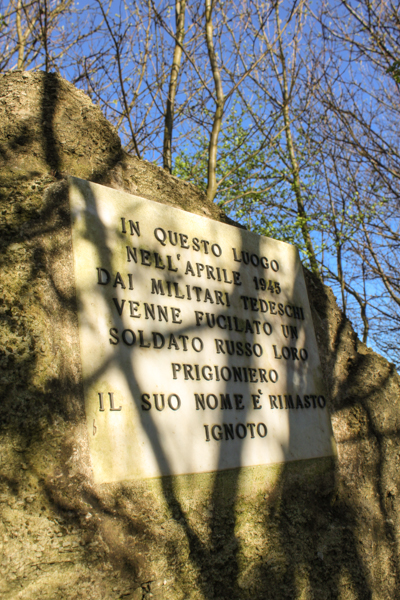 IN QUESTO LUOGO
NELL'APRILE 1945
DAI MILITARI TEDESCHI
VENNE FUCILATO UN
SOLDATO RUSSO LORO
PRIGIONIERO
IL SUO NOME È RIMASTO
IGNOTO